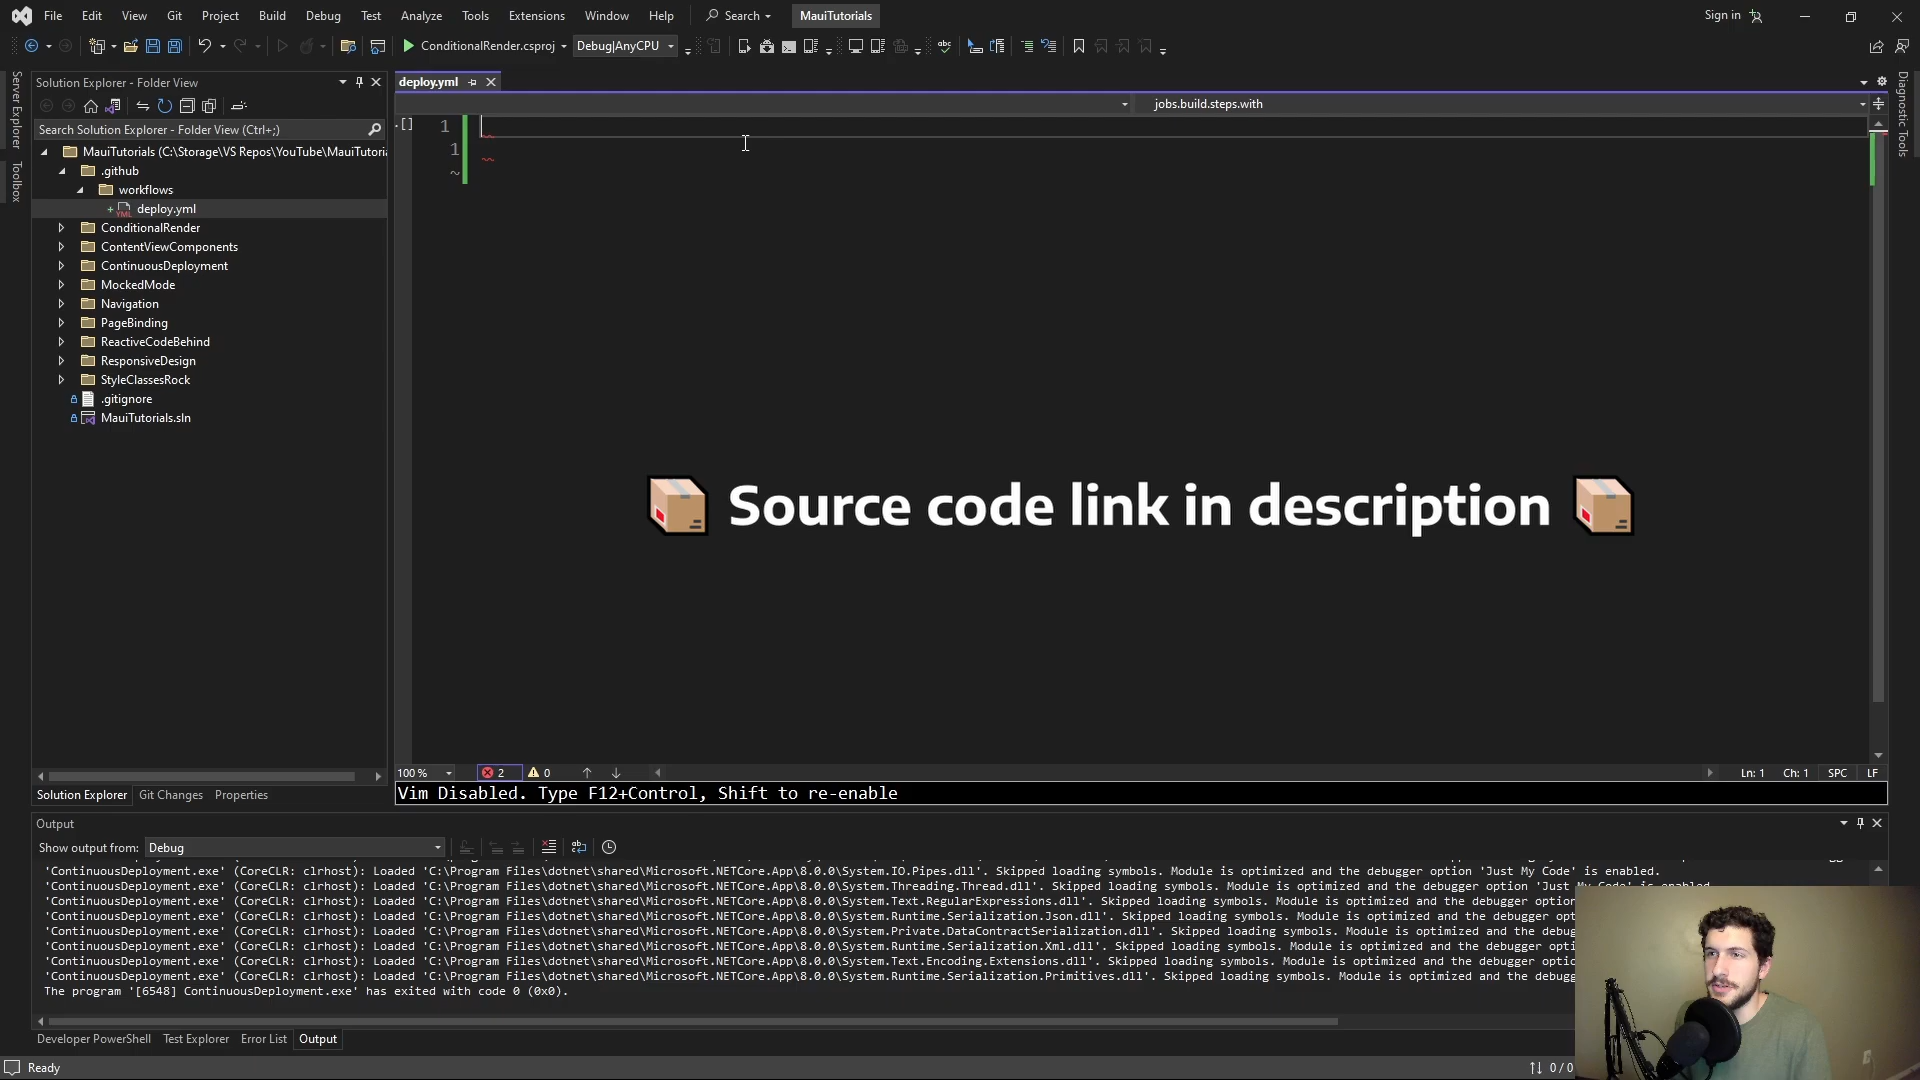 File Edit View Git Project Build Debug Test Analyze Tools Extensions Window Help Search MauiTutorials Sign in
ConditionalRender.csproj Debug|AnyCPU
Server Explorer
Toolbox
Solution Explorer - Folder View
Search Solution Explorer - Folder View (Ctrl+;)
MauiTutorials (C:\Storage\VS Repos\YouTube\MauiTutoria
.github
workflows
deploy.yml
ConditionalRender
ContentViewComponents
ContinuousDeployment
MockedMode
Navigation
PageBinding
ReactiveCodeBehind
ResponsiveDesign
StyleClassesRock
.gitignore
MauiTutorials.sln
Solution Explorer Git Changes Properties
deploy.yml
jobs.build.steps.with
1
1
~
Diagnostic Tools
📦 Source code link in description 📦
100 % 2 0 Ln: 1 Ch: 1 SPC LF
Vim Disabled. Type F12+Control, Shift to re-enable
Output
Show output from: Debug
'ContinuousDeployment.exe' (CoreCLR: clrhost): Loaded 'C:\Program Files\dotnet\shared\Microsoft.NETCore.App\8.0.0\System.IO.Pipes.dll'. Skipped loading symbols. Module is optimized and the debugger option 'Just My Code' is enabled.
'ContinuousDeployment.exe' (CoreCLR: clrhost): Loaded 'C:\Program Files\dotnet\shared\Microsoft.NETCore.App\8.0.0\System.Threading.Thread.dll'. Skipped loading symbols. Module is optimized and the debugger option 'Just My Code' is enabled.
'ContinuousDeployment.exe' (CoreCLR: clrhost): Loaded 'C:\Program Files\dotnet\shared\Microsoft.NETCore.App\8.0.0\System.Text.RegularExpressions.dll'. Skipped loading symbols. Module is optimized and the debugger option
'ContinuousDeployment.exe' (CoreCLR: clrhost): Loaded 'C:\Program Files\dotnet\shared\Microsoft.NETCore.App\8.0.0\System.Runtime.Serialization.Json.dll'. Skipped loading symbols. Module is optimized and the debugger opt
'ContinuousDeployment.exe' (CoreCLR: clrhost): Loaded 'C:\Program Files\dotnet\shared\Microsoft.NETCore.App\8.0.0\System.Private.DataContractSerialization.dll'. Skipped loading symbols. Module is optimized and the debug
'ContinuousDeployment.exe' (CoreCLR: clrhost): Loaded 'C:\Program Files\dotnet\shared\Microsoft.NETCore.App\8.0.0\System.Runtime.Serialization.Xml.dll'. Skipped loading symbols. Module is optimized and the debugger opti
'ContinuousDeployment.exe' (CoreCLR: clrhost): Loaded 'C:\Program Files\dotnet\shared\Microsoft.NETCore.App\8.0.0\System.Text.Encoding.Extensions.dll'. Skipped loading symbols. Module is optimized and the debugger optio
'ContinuousDeployment.exe' (CoreCLR: clrhost): Loaded 'C:\Program Files\dotnet\shared\Microsoft.NETCore.App\8.0.0\System.Runtime.Serialization.Primitives.dll'. Skipped loading symbols. Module is optimized and the debugg
The program '[6548] ContinuousDeployment.exe' has exited with code 0 (0x0).
Developer PowerShell Test Explorer Error List Output
Ready 0/0